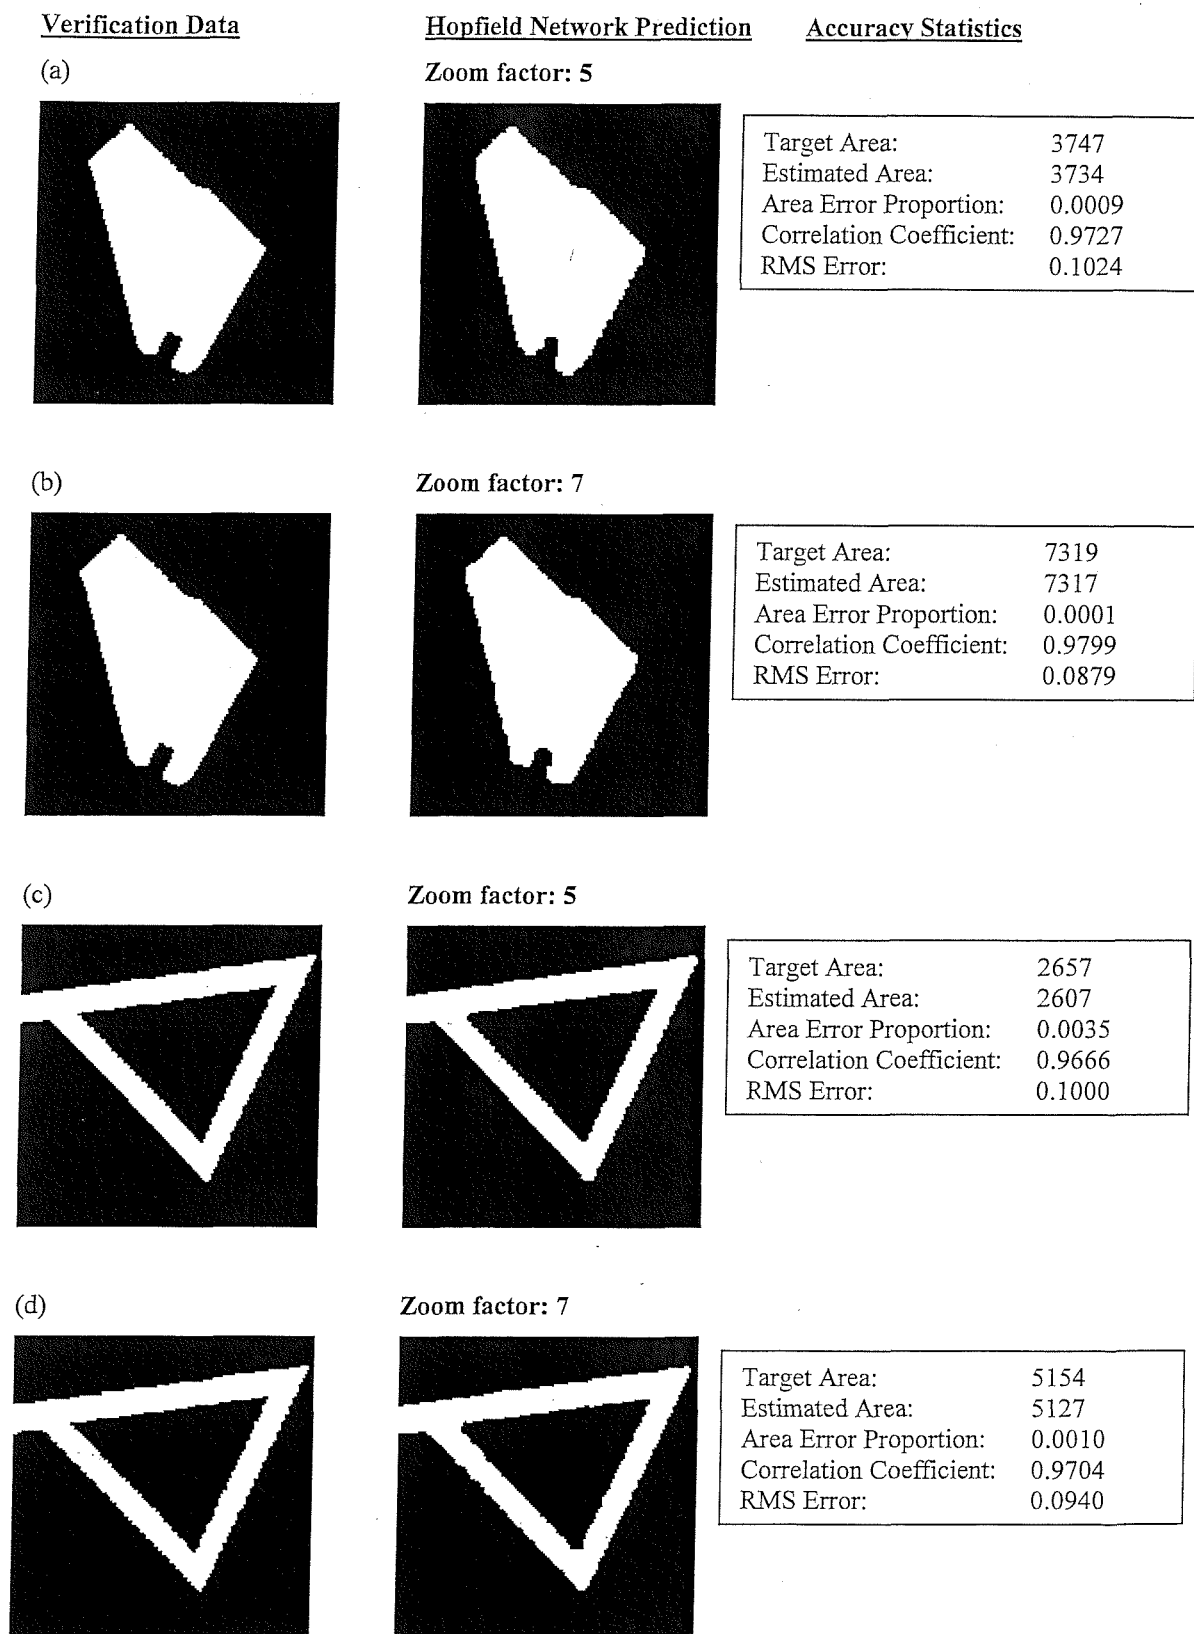 Verification Data Hopfield Network Prediction Accuracy Statistics
(a) Zoom factor: 5
Target Area: 3747
Estimated Area: 3734
Area Error Proportion: 0.0009
Correlation Coefficient: 0.9727
RMS Error: 0.1024
(b) Zoom factor: 7
Target Area: 7319
Estimated Area: 7317
Area Error Proportion: 0.0001
Correlation Coefficient: 0.9799
RMS Error: 0.0879
(c) Zoom factor: 5
Target Area: 2657
Estimated Area: 2607
Area Error Proportion: 0.0035
Correlation Coefficient: 0.9666
RMS Error: 0.1000
(d) Zoom factor: 7
Target Area: 5154
Estimated Area: 5127
Area Error Proportion: 0.0010
Correlation Coefficient: 0.9704
RMS Error: 0.0940